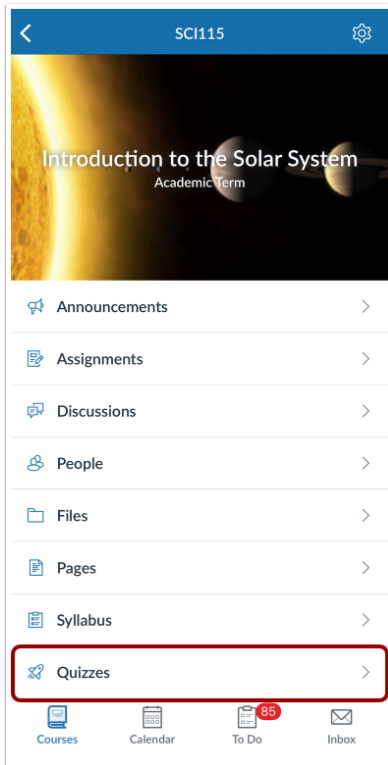 SCI115
Introduction to the Solar System
Academic Term
Announcements
Assignments
Discussions
People
Files
Pages
Syllabus
Quizzes
85
Courses
Calendar
To Do
Inbox